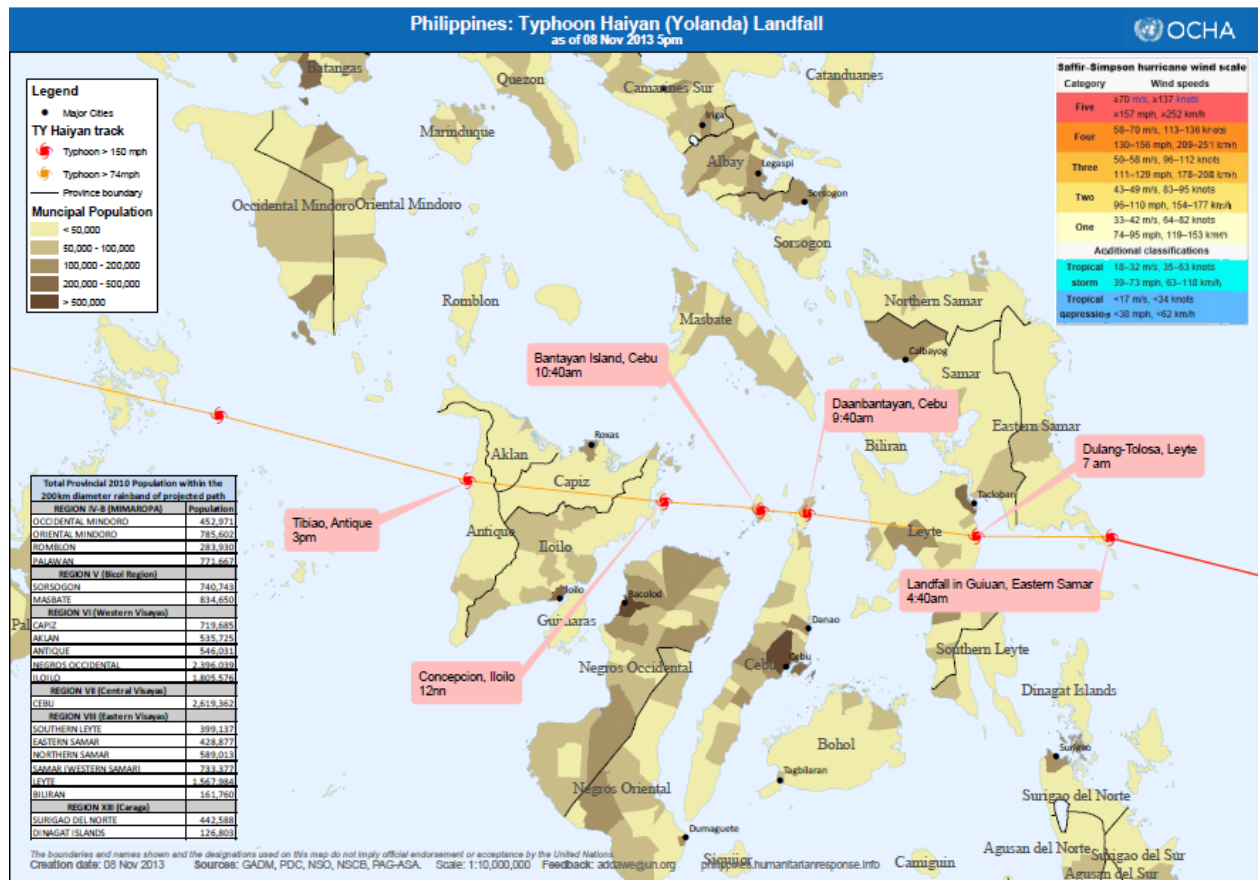 Philippines: Typhoon Haiyan (Yolanda) Landfall
as of 08 Nov 2013 5pm
OCHA
Legend
Major Cities
TY Haiyan track
Typhoon > 150 mph
Typhoon > 74mph
Province boundary
Muncipal Population
< 50,000
50,000 - 100,000
100,000 - 200,000
200,000 - 500,000
> 500,000
Saffir–Simpson hurricane wind scale
Category Wind speeds
Five ≥70 m/s, ≥137 knots
≥157 mph, ≥252 km/h
Four 58–70 m/s, 113–136 knots
130–156 mph, 209–251 km/h
Three 50–58 m/s, 96–112 knots
111–129 mph, 178–208 km/h
Two 43–49 m/s, 83–95 knots
96–110 mph, 154–177 km/h
One 33–42 m/s, 64–82 knots
74–95 mph, 119–153 km/h
Additional classifications
Tropical storm 18–32 m/s, 35–63 knots
39–73 mph, 63–118 km/h
Tropical depression <17 m/s, <34 knots
<38 mph, <62 km/h
Batangas
Quezon
Camarines Sur
Catanduanes
Marinduque
Iriga
Albay
Legaspi
Sorsogon
Sorsogon
Occidental Mindoro
Oriental Mindoro
Romblon
Masbate
Northern Samar
Calbayog
Samar
Eastern Samar
Biliran
Bantayan Island, Cebu
10:40am
Daanbantayan, Cebu
9:40am
Dulang-Tolosa, Leyte
7 am
Tacloban
Leyte
Landfall in Guiuan, Eastern Samar
4:40am
Roxas
Aklan
Capiz
Tibiao, Antique
3pm
Antique
Iloilo
Iloilo
Guimaras
Bacolod
Concepcion, Iloilo
12nn
Negros Occidental
Danao
Cebu
Cebu
Southern Leyte
Dinagat Islands
Bohol
Tagbilaran
Surigao
Surigao del Norte
Negros Oriental
Dumaguete
Siquijor
Camiguin
Agusan del Norte
Surigao del Sur
Agusan del Sur
Pal
Total Provincial 2010 Population within the
200km diameter rainband of projected path
REGION IV-B (MIMAROPA) Population
OCCIDENTAL MINDORO 452,971
ORIENTAL MINDORO 785,602
ROMBLON 283,930
PALAWAN 771,667
REGION V (Bicol Region)
SORSOGON 740,743
MASBATE 834,650
REGION VI (Western Visayas)
CAPIZ 719,685
AKLAN 535,725
ANTIQUE 546,031
NEGROS OCCIDENTAL 2,396,039
ILOILO 1,805,576
REGION VII (Central Visayas)
CEBU 2,619,362
REGION VIII (Eastern Visayas)
SOUTHERN LEYTE 399,137
EASTERN SAMAR 428,877
NORTHERN SAMAR 589,013
SAMAR (WESTERN SAMAR) 733,377
LEYTE 1,567,984
BILIRAN 161,760
REGION XIII (Caraga)
SURIGAO DEL NORTE 442,588
DINAGAT ISLANDS 126,803
The boundaries and names shown and the designations used on this map do not imply official endorsement or acceptance by the United Nations.
Creation date: 08 Nov 2013 Sources: GADM, PDC, NSO, NSCB, PAG-ASA. Scale: 1:10,000,000 Feedback: addawe@un.org philippines.humanitarianresponse.info